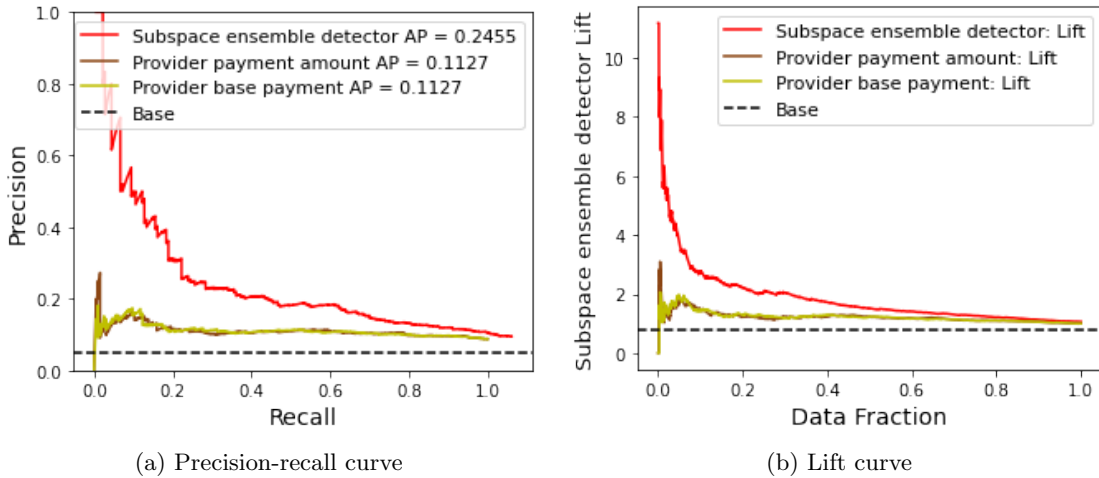 Subspace ensemble detector AP = 0.2455
Provider payment amount AP = 0.1127
Provider base payment AP = 0.1127
Base
1.0
0.8
0.6
0.4
0.2
0.0
Precision
0.0 0.2 0.4 0.6 0.8 1.0
Recall
(a) Precision-recall curve
Subspace ensemble detector: Lift
Provider payment amount: Lift
Provider base payment: Lift
Base
10
8
6
4
2
0
Subspace ensemble detector Lift
0.0 0.2 0.4 0.6 0.8 1.0
Data Fraction
(b) Lift curve